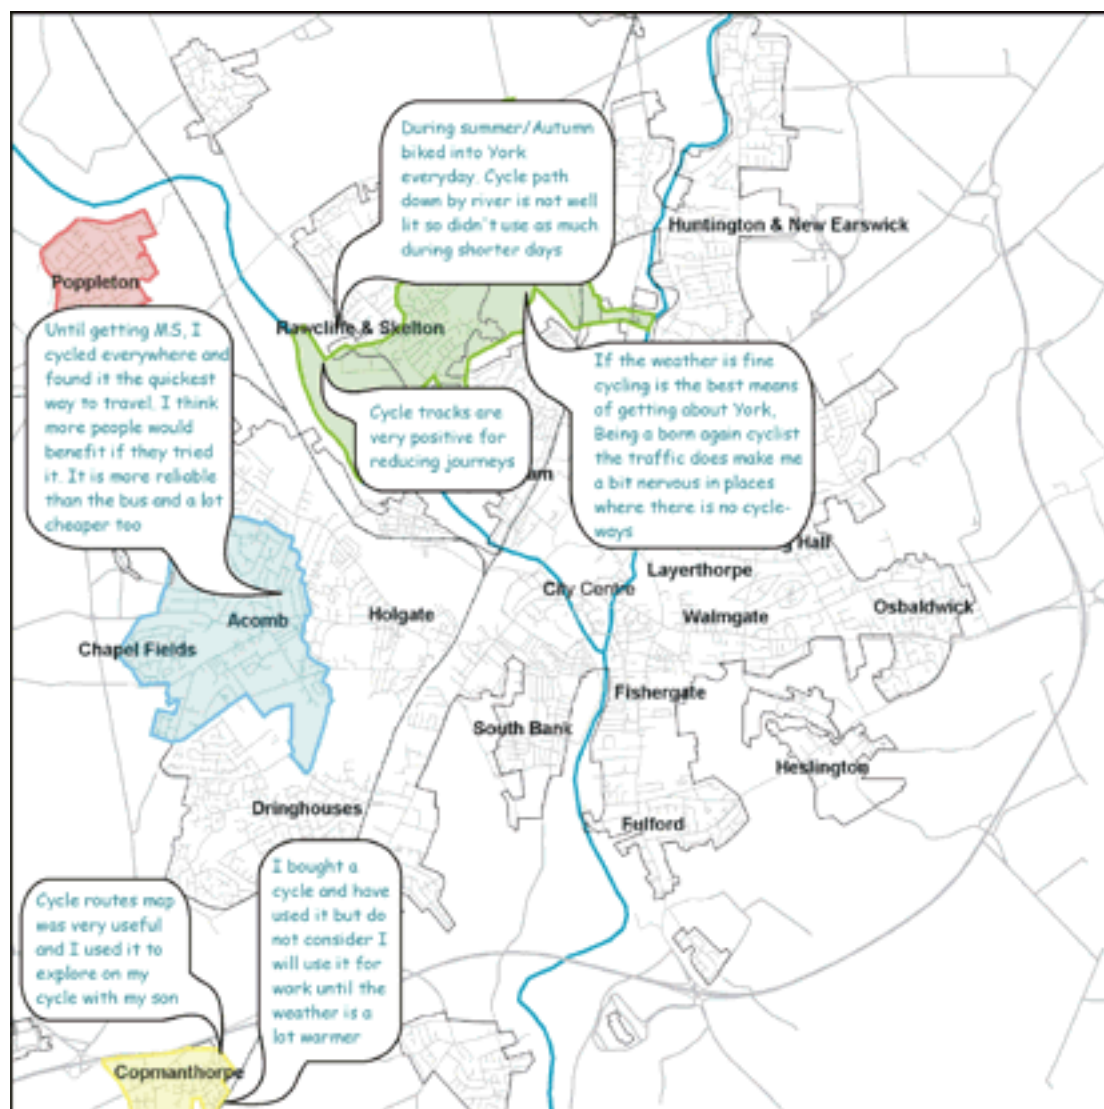 During summer/Autumn
biked into York
everyday. Cycle path
down by river is not well
lit so didn't use as much
during shorter days
Huntington & New Earswick
Poppleton
Until getting MS, I
cycled everywhere and
found it the quickest
way to travel. I think
more people would
benefit if they tried
it. It is more reliable
than the bus and a lot
cheaper too
Rawcliffe & Skelton
If the weather is fine
cycling is the best means
of getting about York,
Being a born again cyclist
the traffic does make me
a bit nervous in places
where there is no cycle-
ways
Cycle tracks are
very positive for
reducing journeys
am
g Hall
Layerthorpe
City Centre
Walmgate
Osbaldwick
Acomb
Holgate
Chapel Fields
Fishergate
South Bank
Heslington
Dringhouses
Fulford
Cycle routes map
was very useful
and I used it to
explore on my
cycle with my son
I bought a
cycle and have
used it but do
not consider I
will use it for
work until the
weather is a
lot warmer
Copmanthorpe